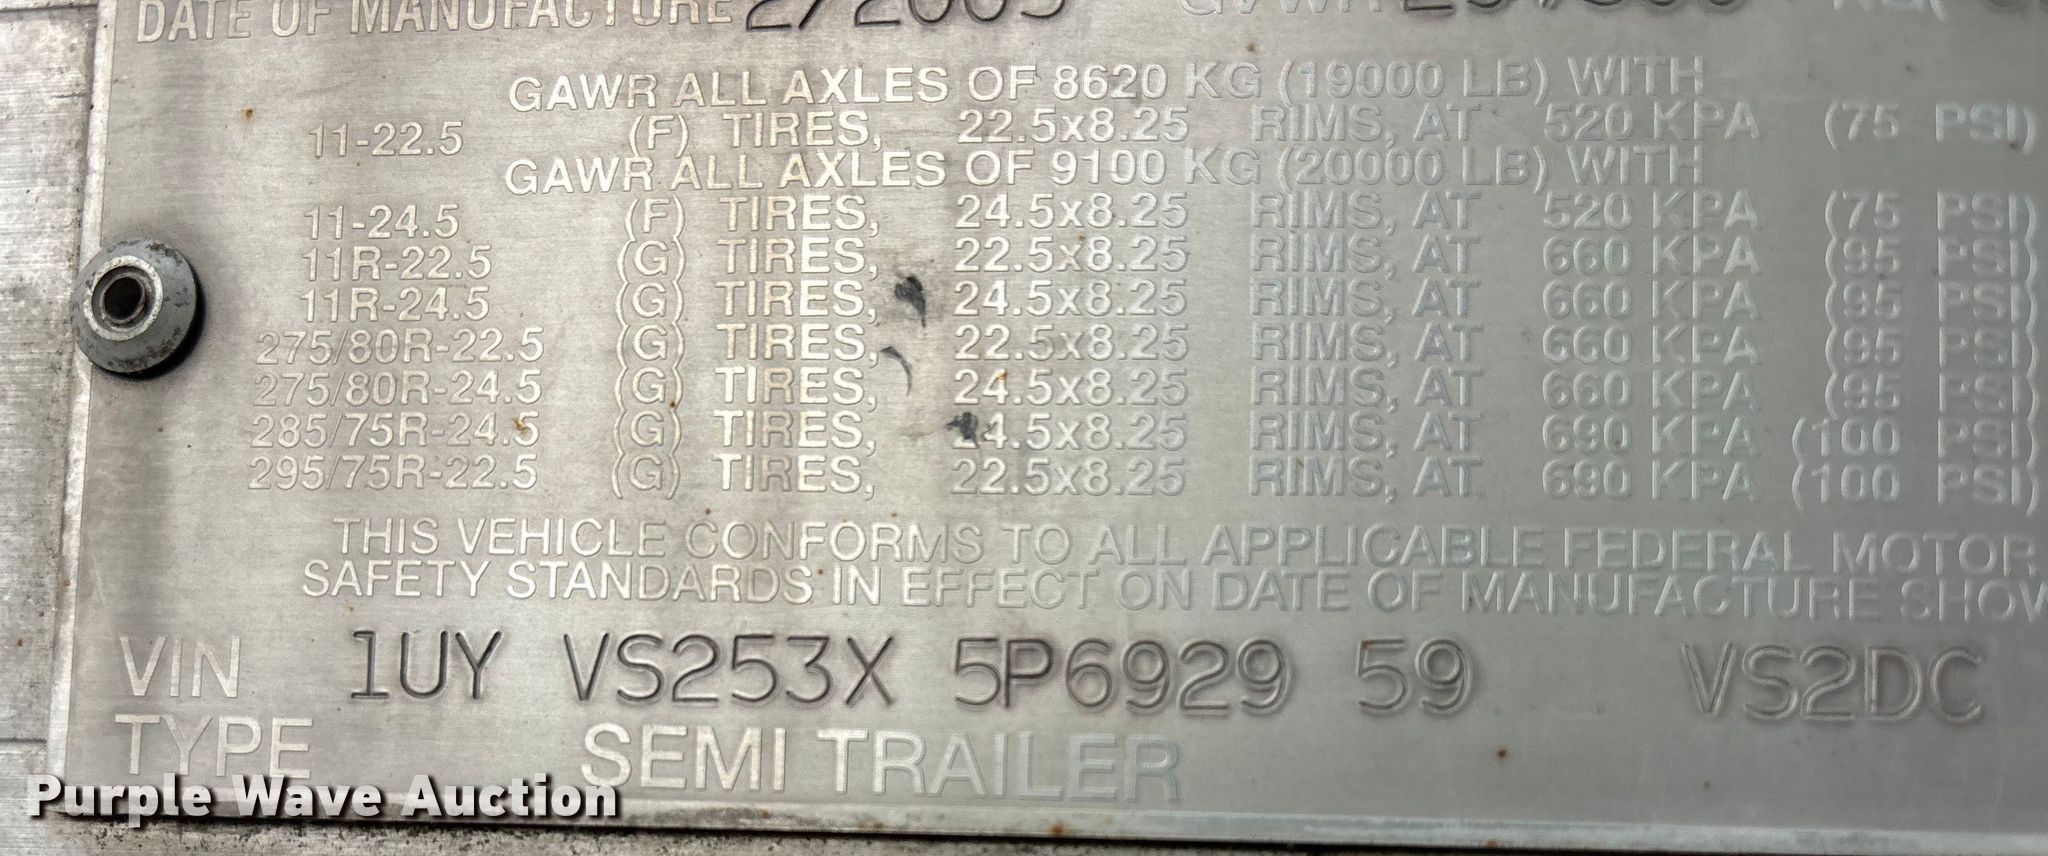 DATE OF MANUFACTURE 2/2005 GVWR KG(
GAWR ALL AXLES OF 8620 KG (19000 LB) WITH
11-22.5 (F) TIRES, 22.5x8.25 RIMS, AT 520 KPA (75 PSI)
GAWR ALL AXLES OF 9100 KG (20000 LB) WITH
11-24.5 (F) TIRES, 24.5x8.25 RIMS, AT 520 KPA (75 PSI)
11R-22.5 (G) TIRES, 22.5x8.25 RIMS, AT 660 KPA (95 PSI)
11R-24.5 (G) TIRES, 24.5x8.25 RIMS, AT 660 KPA (95 PSI)
275/80R-22.5 (G) TIRES, 22.5x8.25 RIMS, AT 660 KPA (95 PSI)
275/80R-24.5 (G) TIRES, 24.5x8.25 RIMS, AT 660 KPA (95 PSI)
285/75R-24.5 (G) TIRES, 24.5x8.25 RIMS, AT 690 KPA (100 PSI)
295/75R-22.5 (G) TIRES, 22.5x8.25 RIMS, AT 690 KPA (100 PSI)
THIS VEHICLE CONFORMS TO ALL APPLICABLE FEDERAL MOTOR
SAFETY STANDARDS IN EFFECT ON DATE OF MANUFACTURE SHOW
VIN 1UY VS253X 5P6929 59 VS2DC
TYPE SEMI TRAILER
Purple Wave Auction